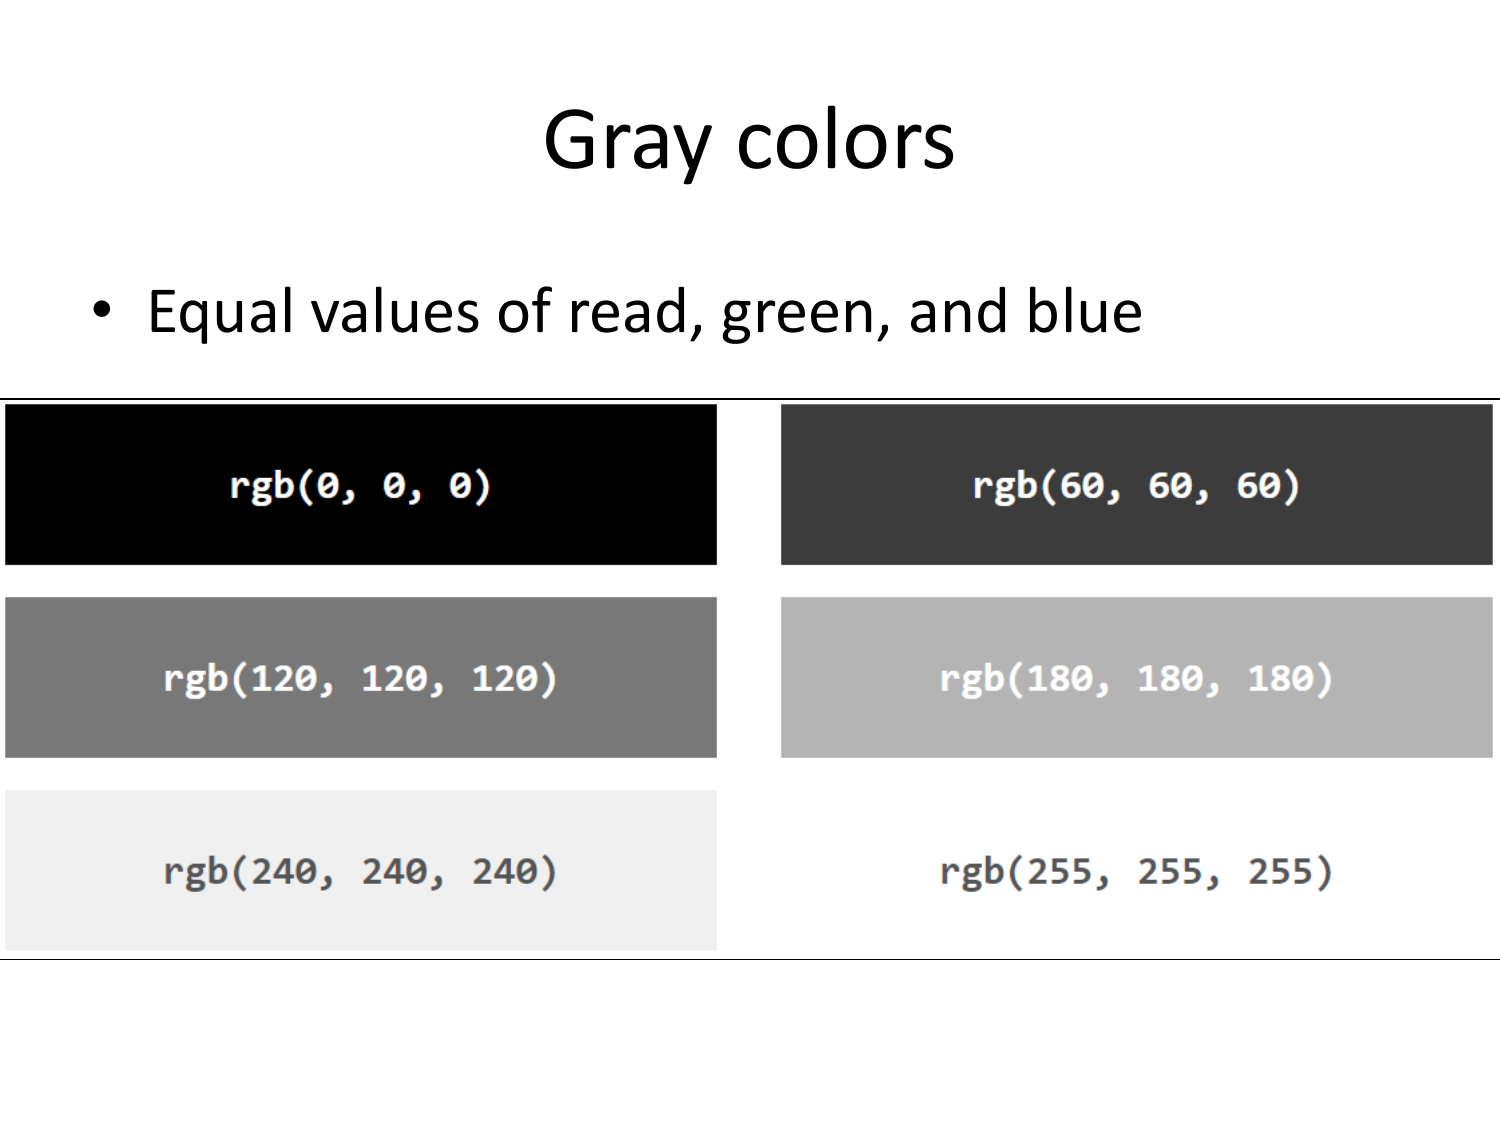 Gray colors
• Equal values of read, green, and blue
rgb(0, 0, 0)
rgb(60, 60, 60)
rgb(120, 120, 120)
rgb(180, 180, 180)
rgb(240, 240, 240)
rgb(255, 255, 255)